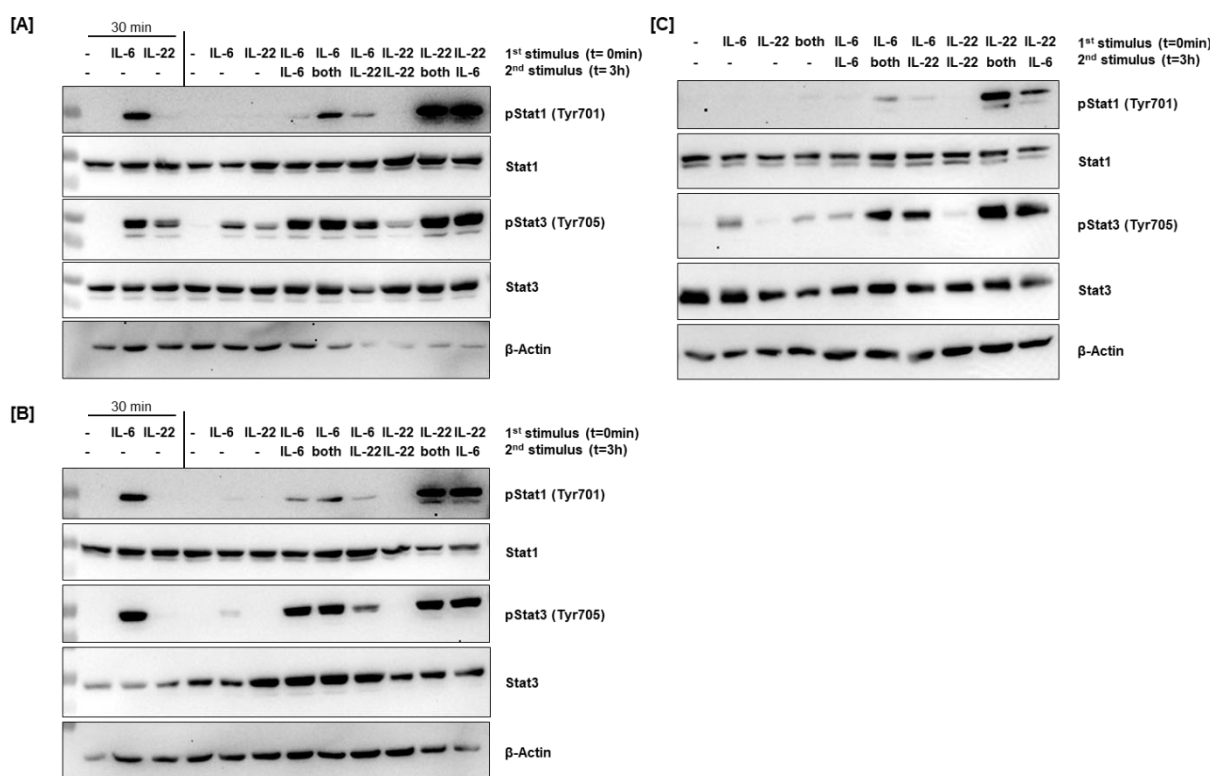 [A]
30 min
- IL-6 IL-22 - IL-6 IL-22 IL-6 IL-6 IL-6 IL-22 IL-22 IL-22 1st stimulus (t= 0min)
- - - - - - IL-6 both IL-22 IL-22 both IL-6 2nd stimulus (t= 3h)
pStat1 (Tyr701)
Stat1
pStat3 (Tyr705)
Stat3
β-Actin
[B]
30 min
- IL-6 IL-22 - IL-6 IL-22 IL-6 IL-6 IL-6 IL-22 IL-22 IL-22 1st stimulus (t=0min)
- - - - - - IL-6 both IL-22 IL-22 both IL-6 2nd stimulus (t=3h)
pStat1 (Tyr701)
Stat1
pStat3 (Tyr705)
Stat3
β-Actin
[C]
- IL-6 IL-22 both IL-6 IL-6 IL-6 IL-22 IL-22 IL-22 1st stimulus (t=0min)
- - - - IL-6 both IL-22 IL-22 both IL-6 2nd stimulus (t=3h)
pStat1 (Tyr701)
Stat1
pStat3 (Tyr705)
Stat3
β-Actin